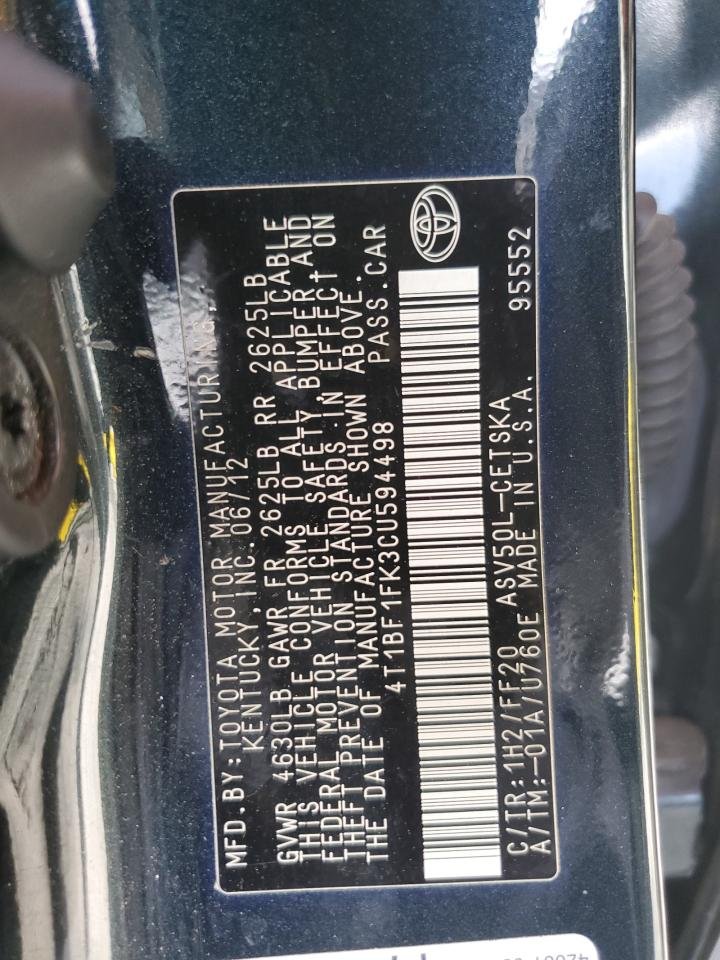 MFD.BY:TOYOTA MOTOR MANUFACTURING,
KENTUCKY, INC. 06/12
GVWR 4630LB GAWR FR 2625LB RR 2625LB
THIS VEHICLE CONFORMS TO ALL APPLICABLE
FEDERAL MOTOR VEHICLE SAFETY, BUMPER, AND
THEFT PREVENTION STANDARDS IN EFFECT ON
THE DATE OF MANUFACTURE SHOWN ABOVE.
4T1BF1FK3CU594498 PASS.CAR
C/TR:1H2/FF20 ASV50L-CETSKA 95552
A/TM:-01A/U760E MADE IN U.S.A.